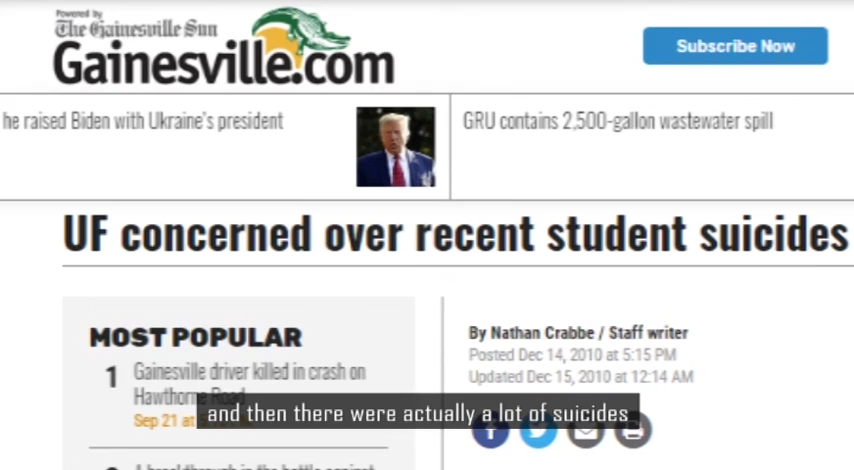 Powered by
The Gainesville Sun
Gainesville.com
Subscribe Now
he raised Biden with Ukraine's president
GRU contains 2,500-gallon wastewater spill
UF concerned over recent student suicides
MOST POPULAR
1 Gainesville driver killed in crash on
Hawthorne Road
Sep 21 at
By Nathan Crabbe / Staff writer
Posted Dec 14, 2010 at 5:15 PM
Updated Dec 15, 2010 at 12:14 AM
and then there were actually a lot of suicides